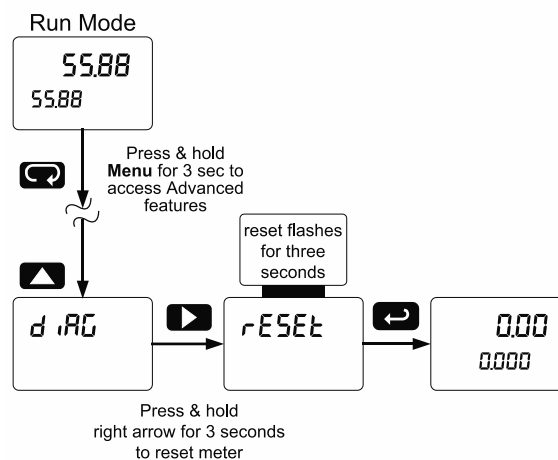 Run Mode
55.88
55.88
Press & hold
Menu for 3 sec to
access Advanced
features
reset flashes
for three
seconds
d iAG
rESEt
0.00
0.000
Press & hold
right arrow for 3 seconds
to reset meter